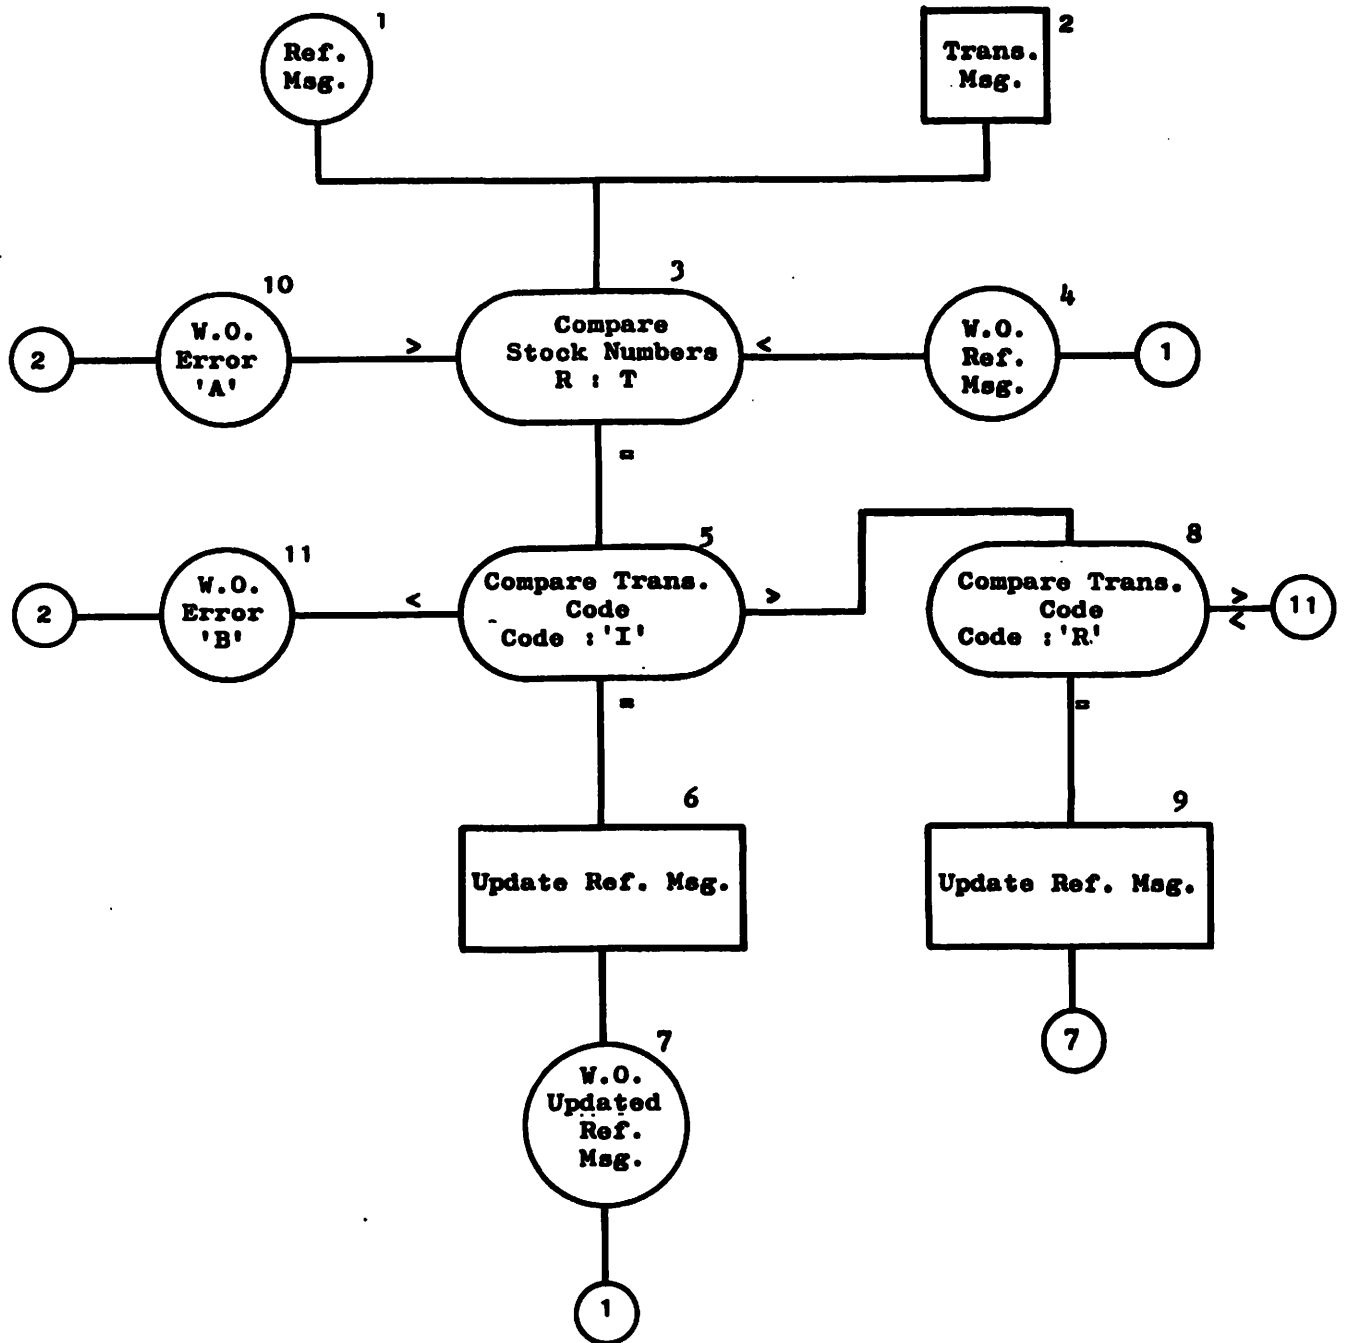 1
Ref.
Msg.
2
Trans.
Msg.
3
Compare
Stock Numbers
R : T
10
W.O.
Error
'A'
2
>
<
4
W.O.
Ref.
Msg.
1
=
5
Compare Trans.
Code
Code :'I'
11
W.O.
Error
'B'
2
<
>
8
Compare Trans.
Code
Code :'R'
>
<
11
=
=
6
Update Ref. Msg.
9
Update Ref. Msg.
7
W.O.
Updated
Ref.
Msg.
7
1